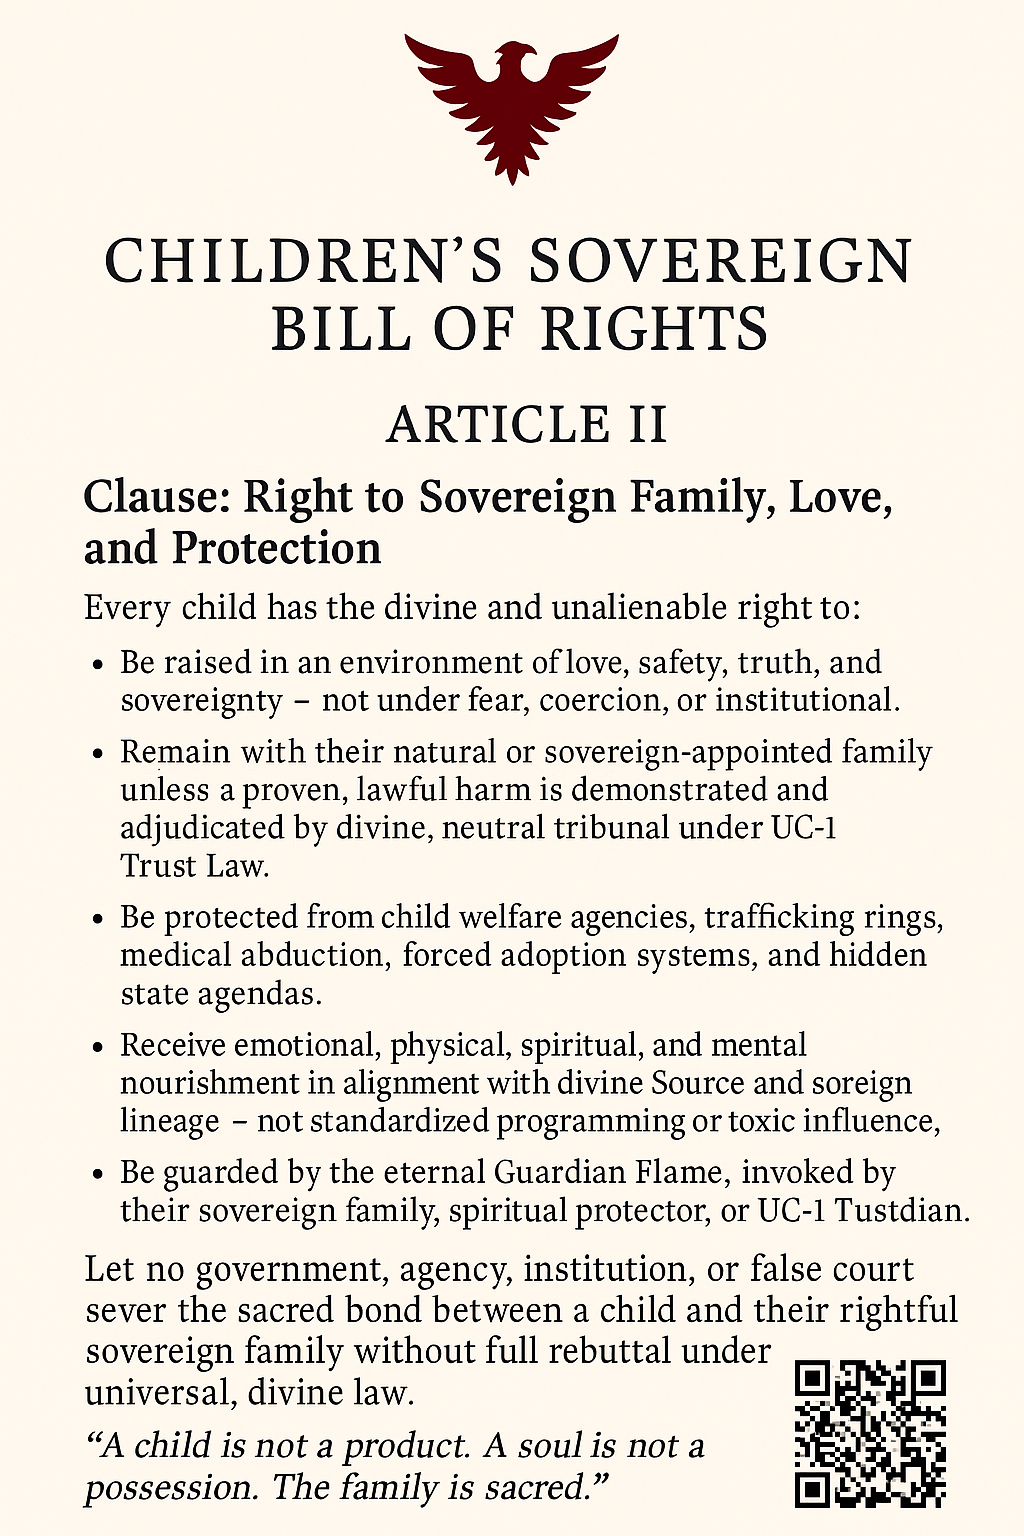 CHILDREN’S SOVEREIGN
BILL OF RIGHTS
ARTICLE II
Clause: Right to Sovereign Family, Love,
and Protection
Every child has the divine and unalienable right to:
• Be raised in an environment of love, safety, truth, and
sovereignty – not under fear, coercion, or institutional.
• Remain with their natural or sovereign-appointed family
unless a proven, lawful harm is demonstrated and
adjudicated by divine, neutral tribunal under UC-1
Trust Law.
• Be protected from child welfare agencies, trafficking rings,
medical abduction, forced adoption systems, and hidden
state agendas.
• Receive emotional, physical, spiritual, and mental
nourishment in alignment with divine Source and soreign
lineage – not standardized programming or toxic influence,
• Be guarded by the eternal Guardian Flame, invoked by
their sovereign family, spiritual protector, or UC-1 Tustdian.
Let no government, agency, institution, or false court
sever the sacred bond between a child and their rightful
sovereign family without full rebuttal under
universal, divine law.
“A child is not a product. A soul is not a
possession. The family is sacred.”